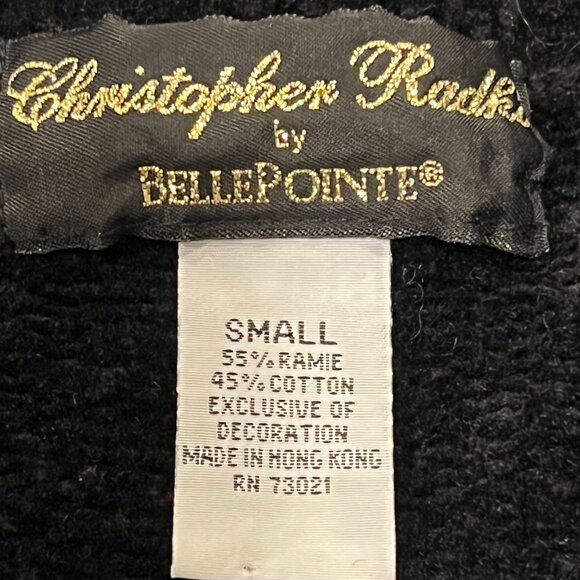 Christopher Radko
by
BELLEPOINTE®
SMALL
55% RAMIE
45% COTTON
EXCLUSIVE OF
DECORATION
MADE IN HONG KONG
RN 73021